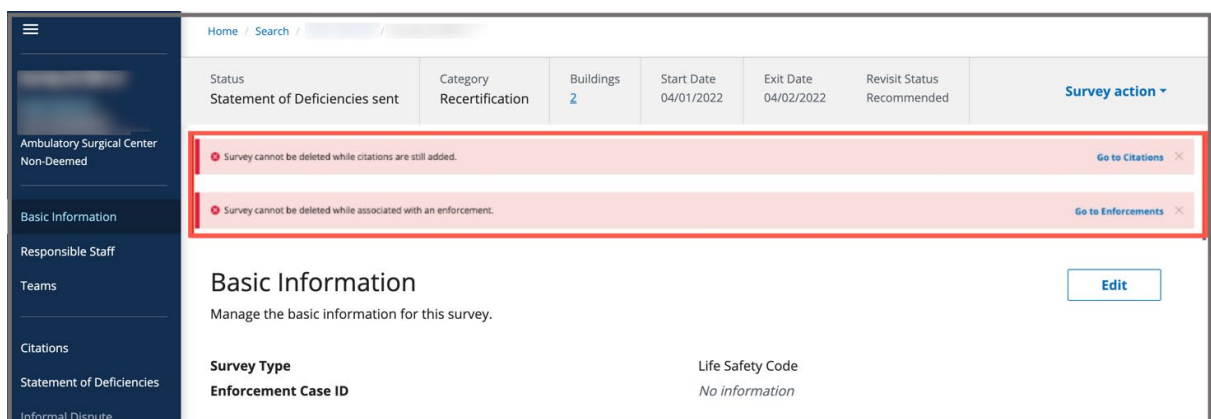 Home / Search / /
Ambulatory Surgical Center
Non-Deemed
Basic Information
Responsible Staff
Teams
Citations
Statement of Deficiencies
Informal Dispute
Status
Statement of Deficiencies sent
Category
Recertification
Buildings
2
Start Date
04/01/2022
Exit Date
04/02/2022
Revisit Status
Recommended
Survey action
Survey cannot be deleted while citations are still added. Go to Citations
Survey cannot be deleted while associated with an enforcement. Go to Enforcements
Basic Information
Edit
Manage the basic information for this survey.
Survey Type Life Safety Code
Enforcement Case ID No information